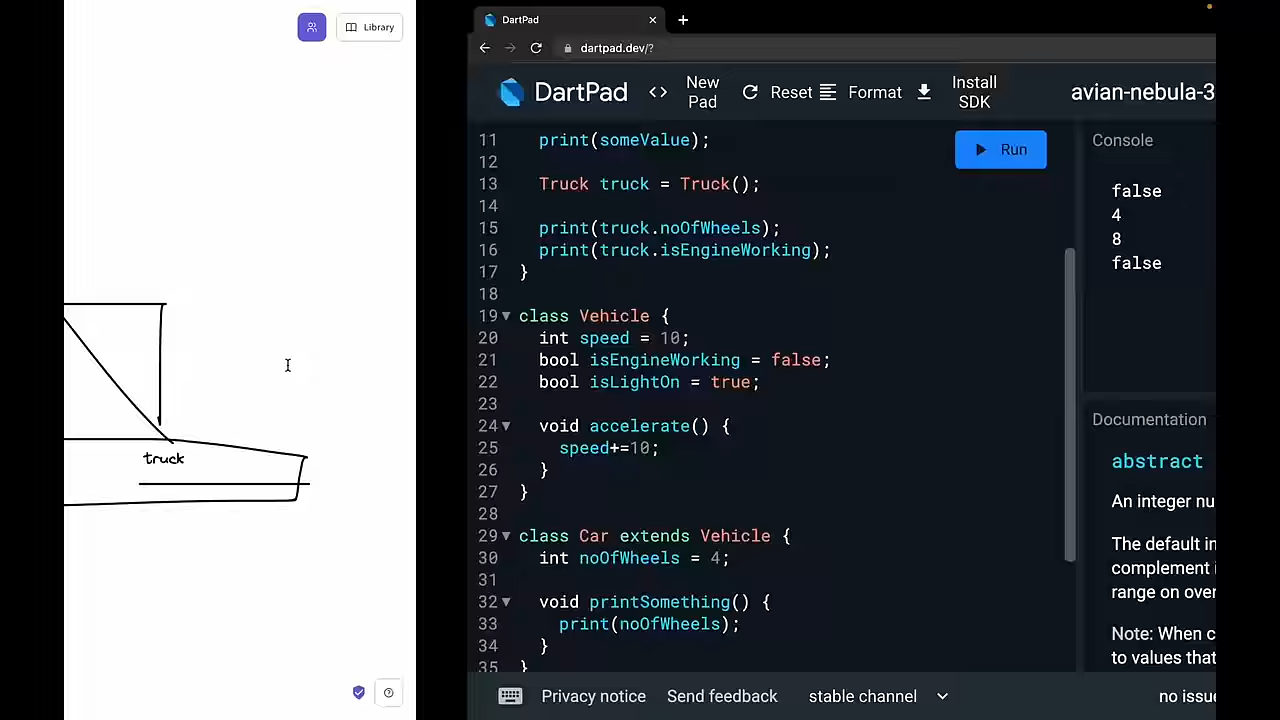 Library
truck
DartPad
dartpad.dev/?
DartPad
<> New Pad
Reset
Format
Install SDK
avian-nebula-3
11 print(someValue);
12
13 Truck truck = Truck();
14
15 print(truck.noOfWheels);
16 print(truck.isEngineWorking);
17 }
18
19 class Vehicle {
20 int speed = 10;
21 bool isEngineWorking = false;
22 bool isLightOn = true;
23
24 void accelerate() {
25 speed+=10;
26 }
27 }
28
29 class Car extends Vehicle {
30 int noOfWheels = 4;
31
32 void printSomething() {
33 print(noOfWheels);
34 }
35 }
Run
Console
false
4
8
false
Documentation
abstract
An integer nu
The default in
complement i
range on over
Note: When c
to values that
Privacy notice
Send feedback
stable channel
no issue